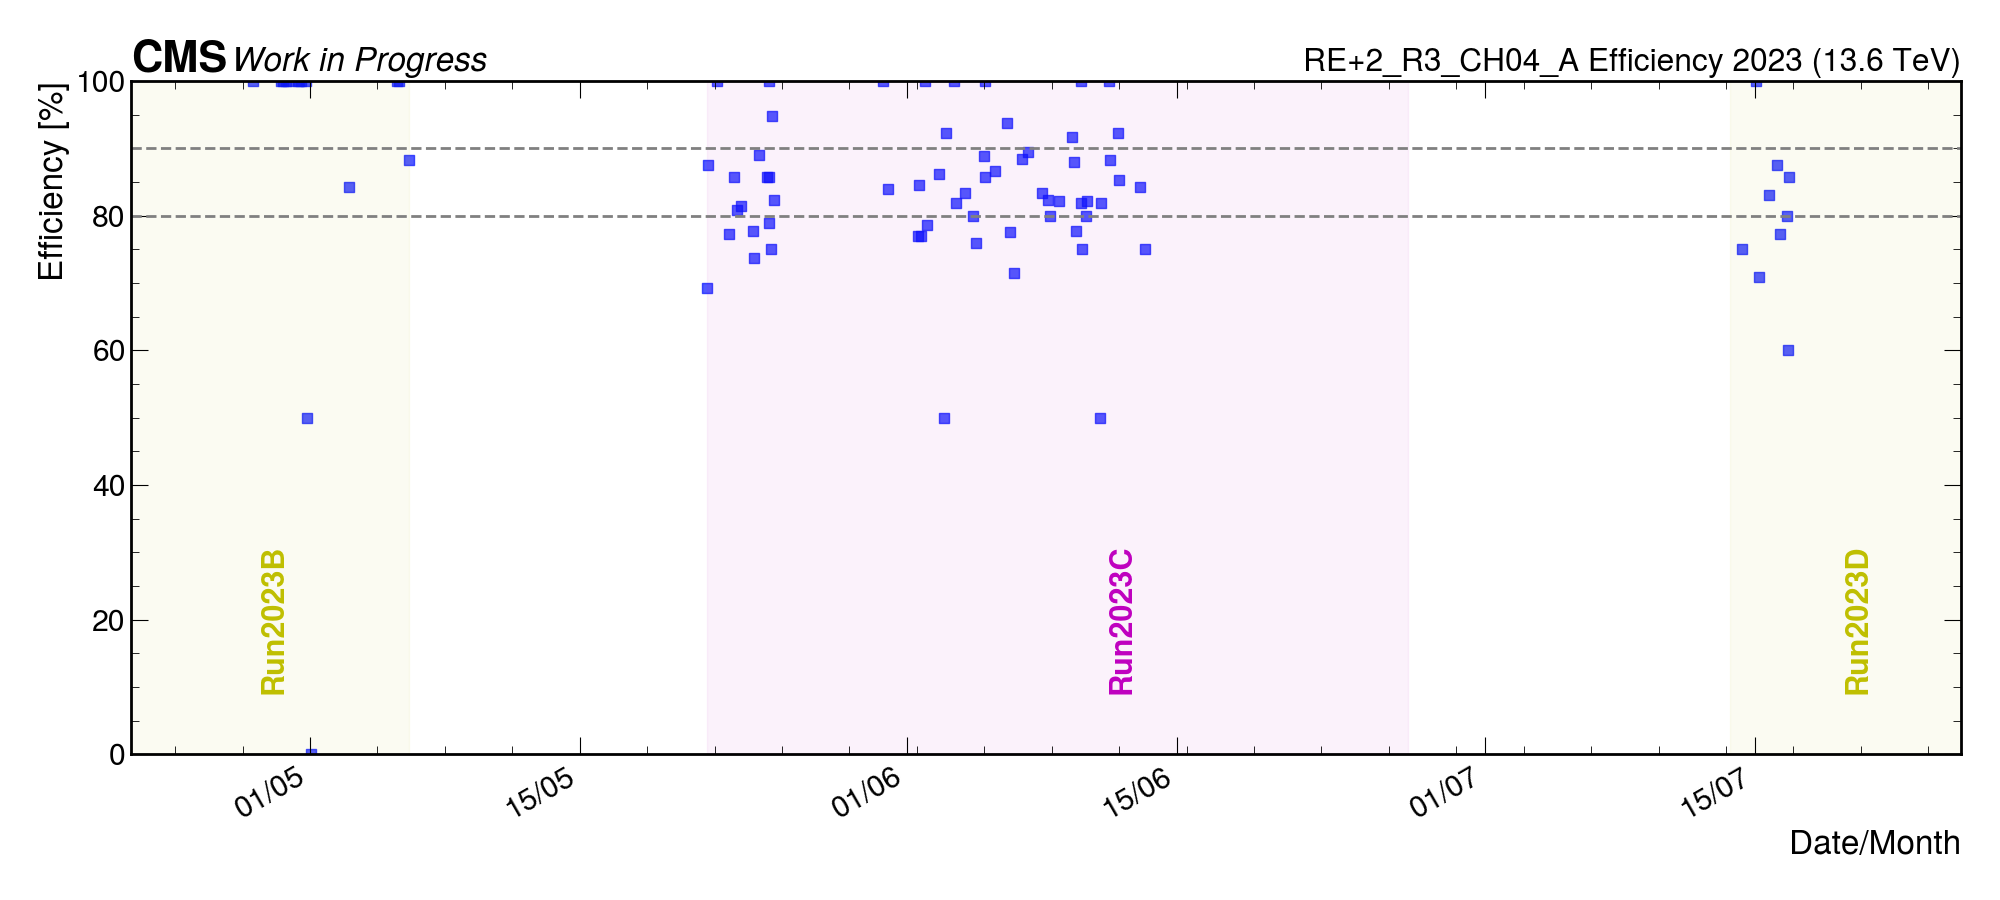 CMS Work in Progress
RE+2_R3_CH04_A Efficiency 2023 (13.6 TeV)
Efficiency [%]
100
80
60
40
20
0
Run2023B
Run2023C
Run2023D
01/05
15/05
01/06
15/06
01/07
15/07
Date/Month